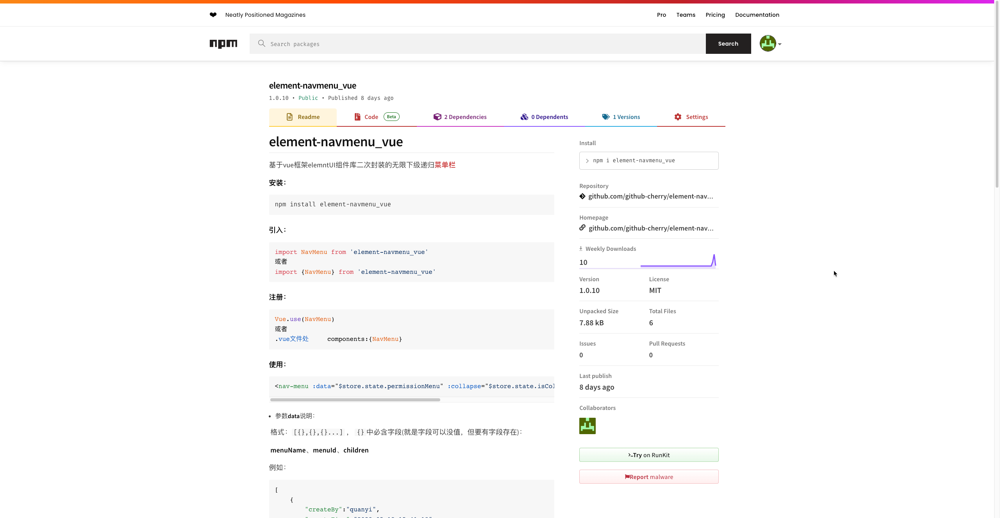 Neatly Positioned Magazines
Pro Teams Pricing Documentation
npm
Search packages
Search
element-navmenu_vue
1.0.10 • Public • Published 8 days ago
Readme
Code Beta
2 Dependencies
0 Dependents
1 Versions
Settings
element-navmenu_vue
基于vue框架elemntUI组件库二次封装的无限下级递归菜单栏
安装：
npm install element-navmenu_vue
引入：
import NavMenu from 'element-navmenu_vue'
或者
import {NavMenu} from 'element-navmenu_vue'
注册：
Vue.use(NavMenu)
或者
.vue文件处     components:{NavMenu}
使用：
<nav-menu :data="$store.state.permissionMenu" :collapse="$store.state.isCol
• 参数data说明：
格式： [{},{},{}...] ， {} 中必含字段(就是字段可以没值，但要有字段存在)：
menuName、menuId、children
例如：
[
{
"createBy":"quanyi",
Install
npm i element-navmenu_vue
Repository
github.com/github-cherry/element-nav...
Homepage
github.com/github-cherry/element-nav...
Weekly Downloads
10
Version License
1.0.10 MIT
Unpacked Size Total Files
7.88 kB 6
Issues Pull Requests
0 0
Last publish
8 days ago
Collaborators
Try on RunKit
Report malware